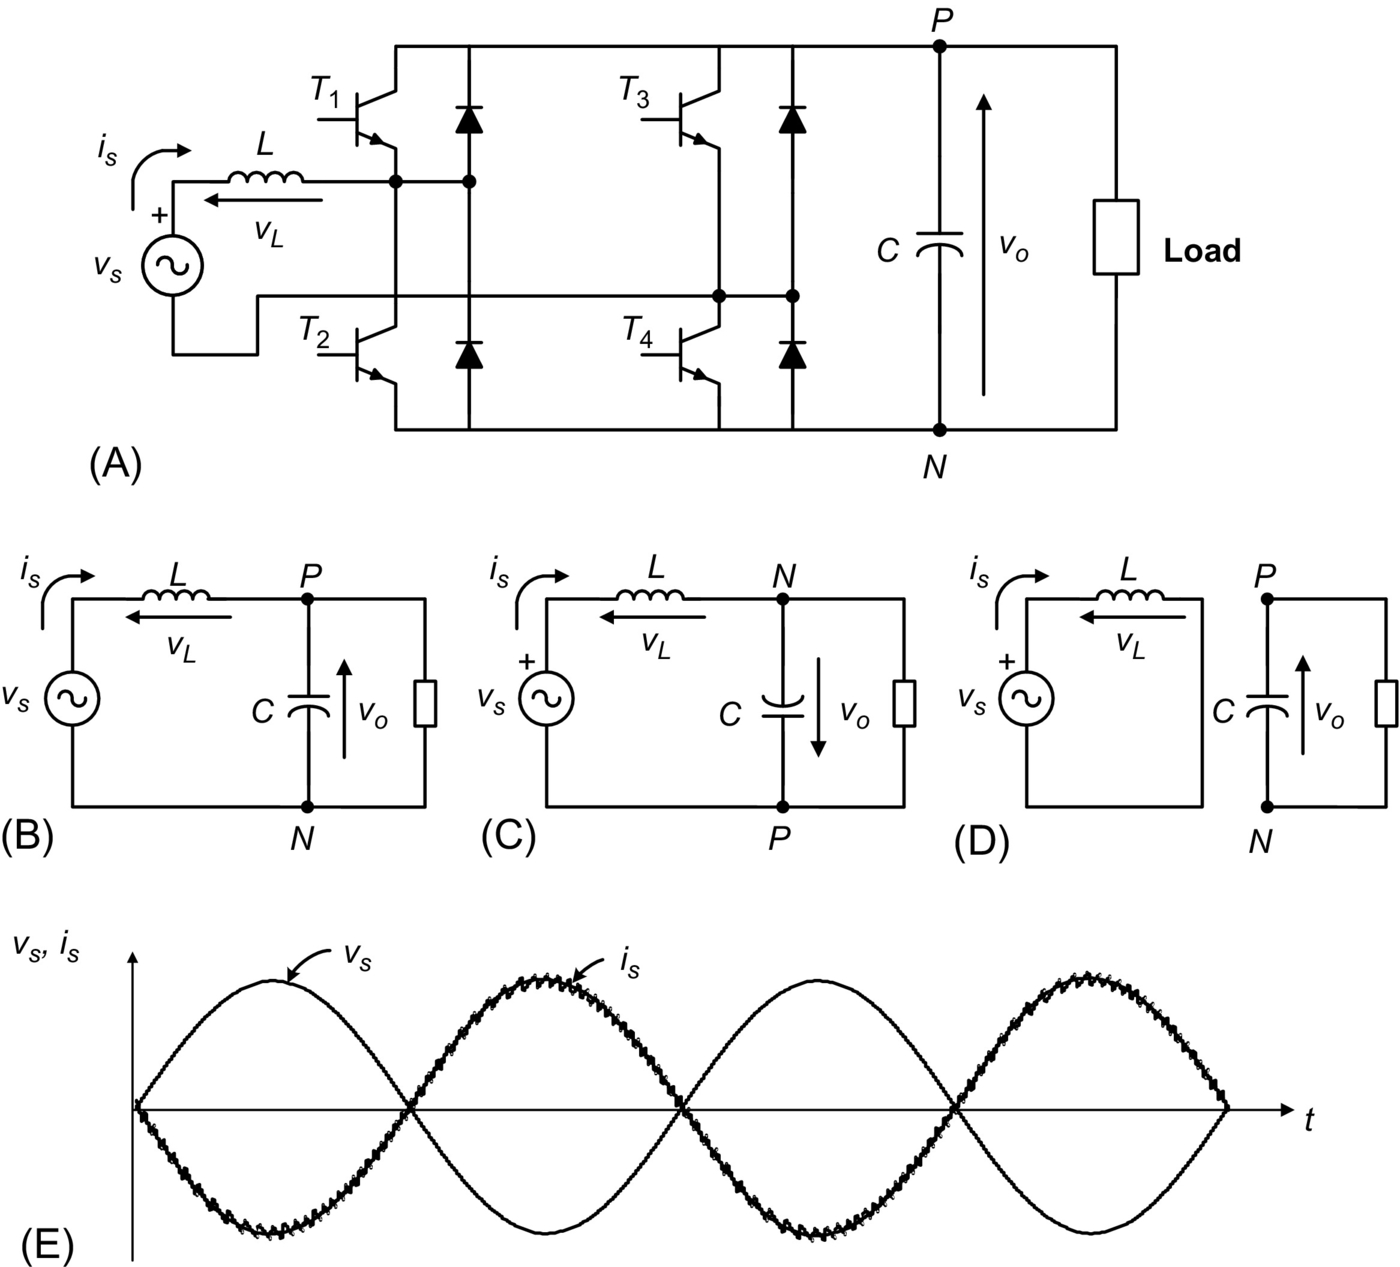 P
T1
T3
is
L
+
vL
vs
C
vo
Load
T2
T4
N
(A)
is
L
P
vL
vs
C
vo
N
(B)
is
L
N
vL
+
vs
C
vo
P
(C)
is
L
P
vL
+
vs
C
vo
N
(D)
vs, is
vs
is
t
(E)